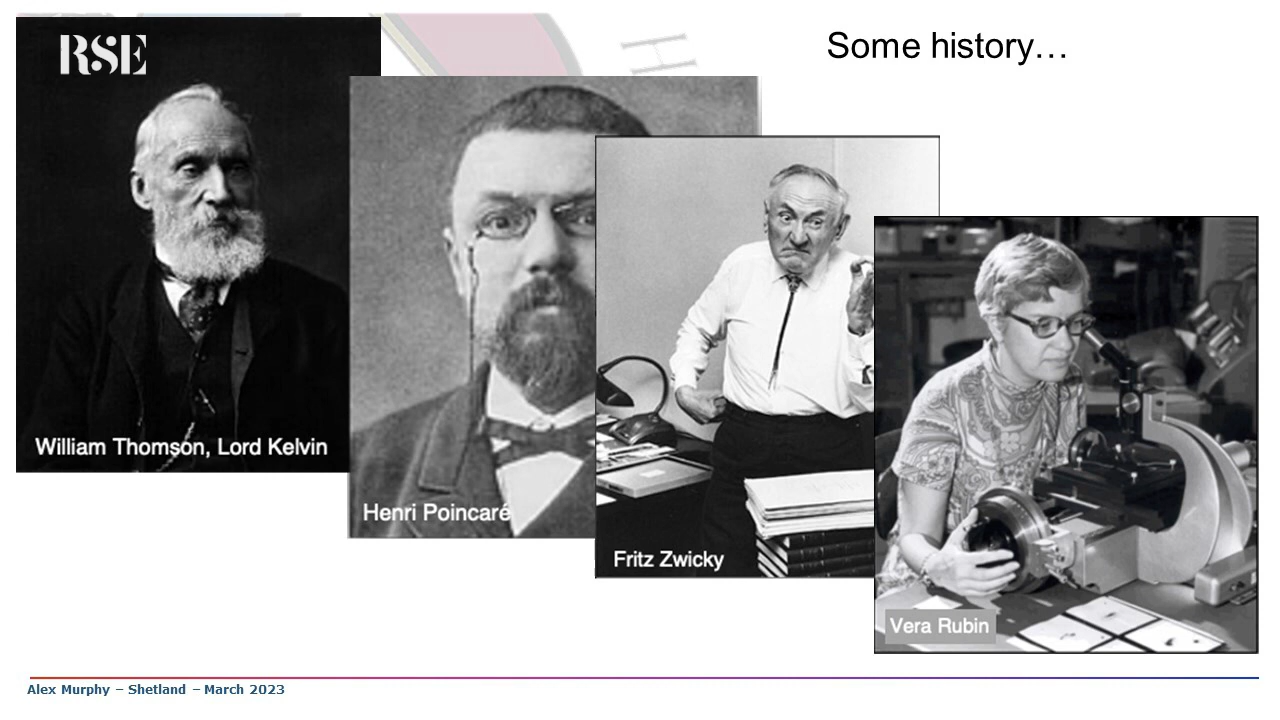 RSE
Some history…
William Thomson, Lord Kelvin
Henri Poincaré
Fritz Zwicky
Vera Rubin
Alex Murphy – Shetland – March 2023